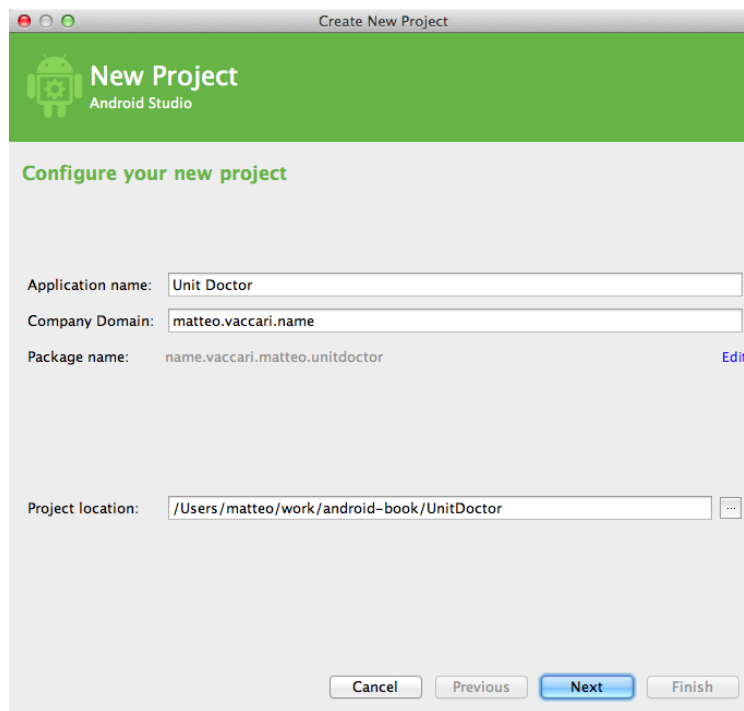 Create New Project
New Project
Android Studio
Configure your new project
Application name: Unit Doctor
Company Domain: matteo.vaccari.name
Package name: name.vaccari.matteo.unitdoctor Edit
Project location: /Users/matteo/work/android-book/UnitDoctor ...
Cancel Previous Next Finish